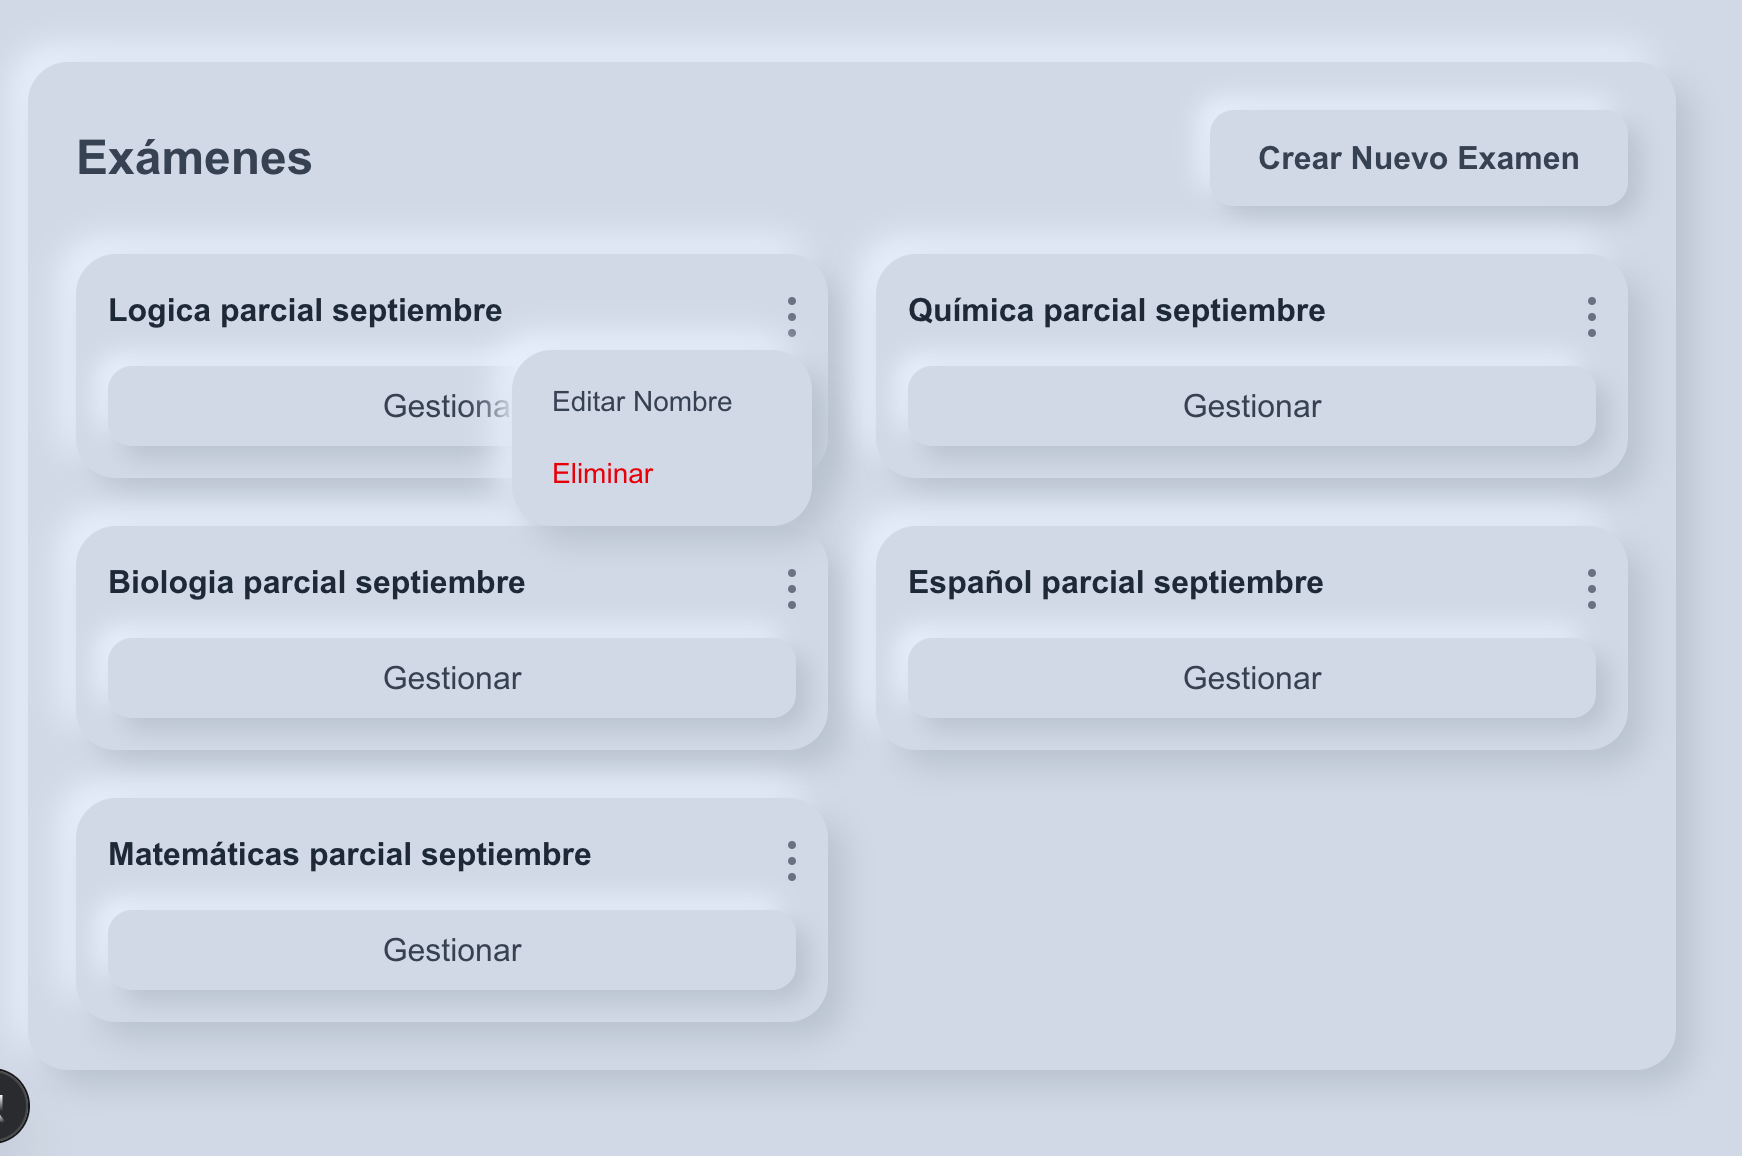 Exámenes
Crear Nuevo Examen
Logica parcial septiembre
Gestiona
Editar Nombre
Eliminar
Química parcial septiembre
Gestionar
Biologia parcial septiembre
Gestionar
Español parcial septiembre
Gestionar
Matemáticas parcial septiembre
Gestionar